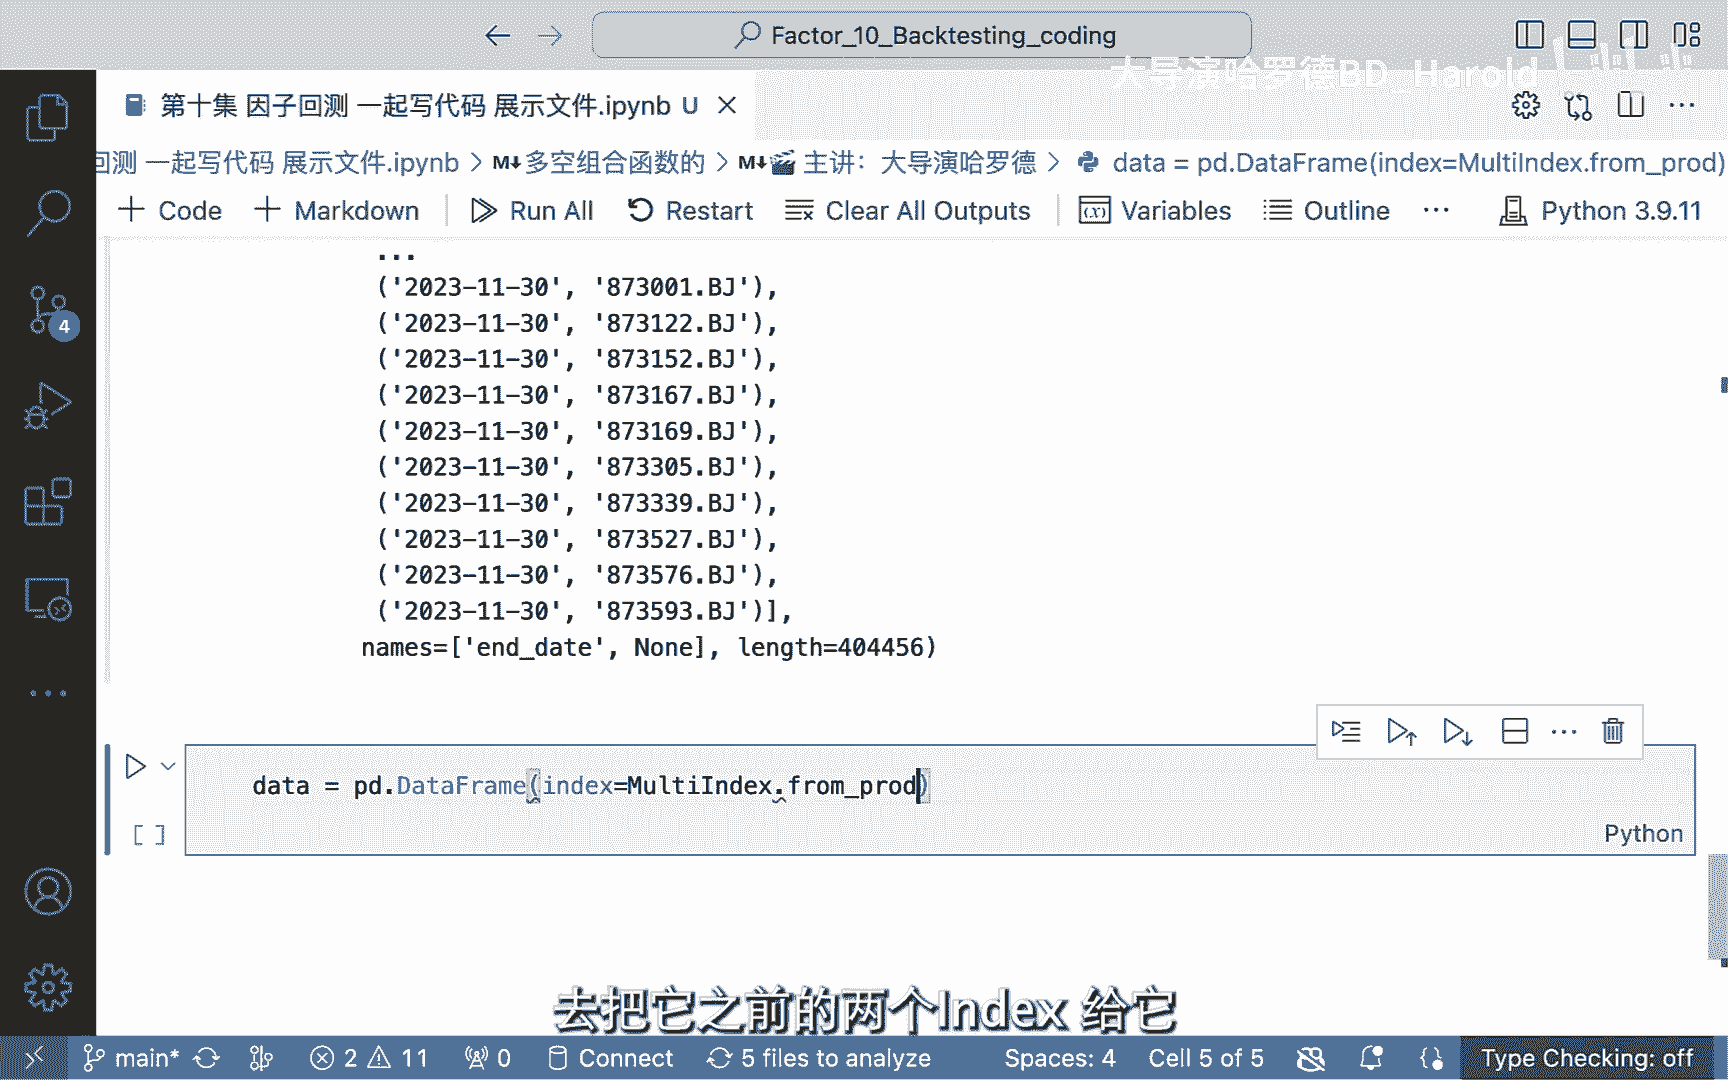 Factor_10_Backtesting_coding
大导演哈罗德BD_Harold
bilibili
第十集 因子回测 一起写代码 展示文件.ipynb U
回测 一起写代码 展示文件.ipynb > M↓多空组合函数的 > M↓🎬 主讲：大导演哈罗德 > data = pd.DataFrame(index=MultiIndex.from_prod)
+ Code + Markdown Run All Restart Clear All Outputs Variables Outline ... Python 3.9.11
...
('2023-11-30', '873001.BJ'),
('2023-11-30', '873122.BJ'),
('2023-11-30', '873152.BJ'),
('2023-11-30', '873167.BJ'),
('2023-11-30', '873169.BJ'),
('2023-11-30', '873305.BJ'),
('2023-11-30', '873339.BJ'),
('2023-11-30', '873527.BJ'),
('2023-11-30', '873576.BJ'),
('2023-11-30', '873593.BJ')],
names=['end_date', None], length=404456)
4
data = pd.DataFrame(index=MultiIndex.from_prod)
[ ]
Python
去把它之前的两个Index 给它
main* 2 11 0 Connect 5 files to analyze Spaces: 4 Cell 5 of 5 Type Checking: off